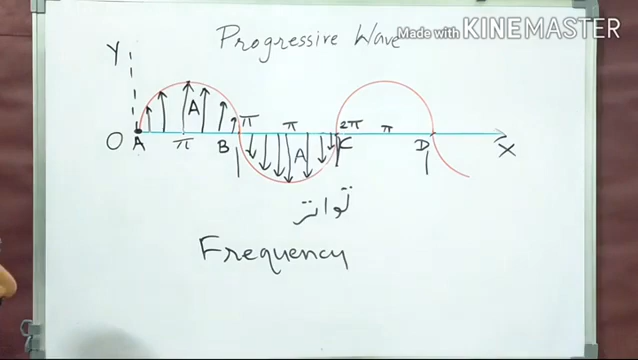 Progressive Wave
Made with KINEMASTER
Y
A
A
π π 2π π
O A π B C D X
تواتر
Frequency